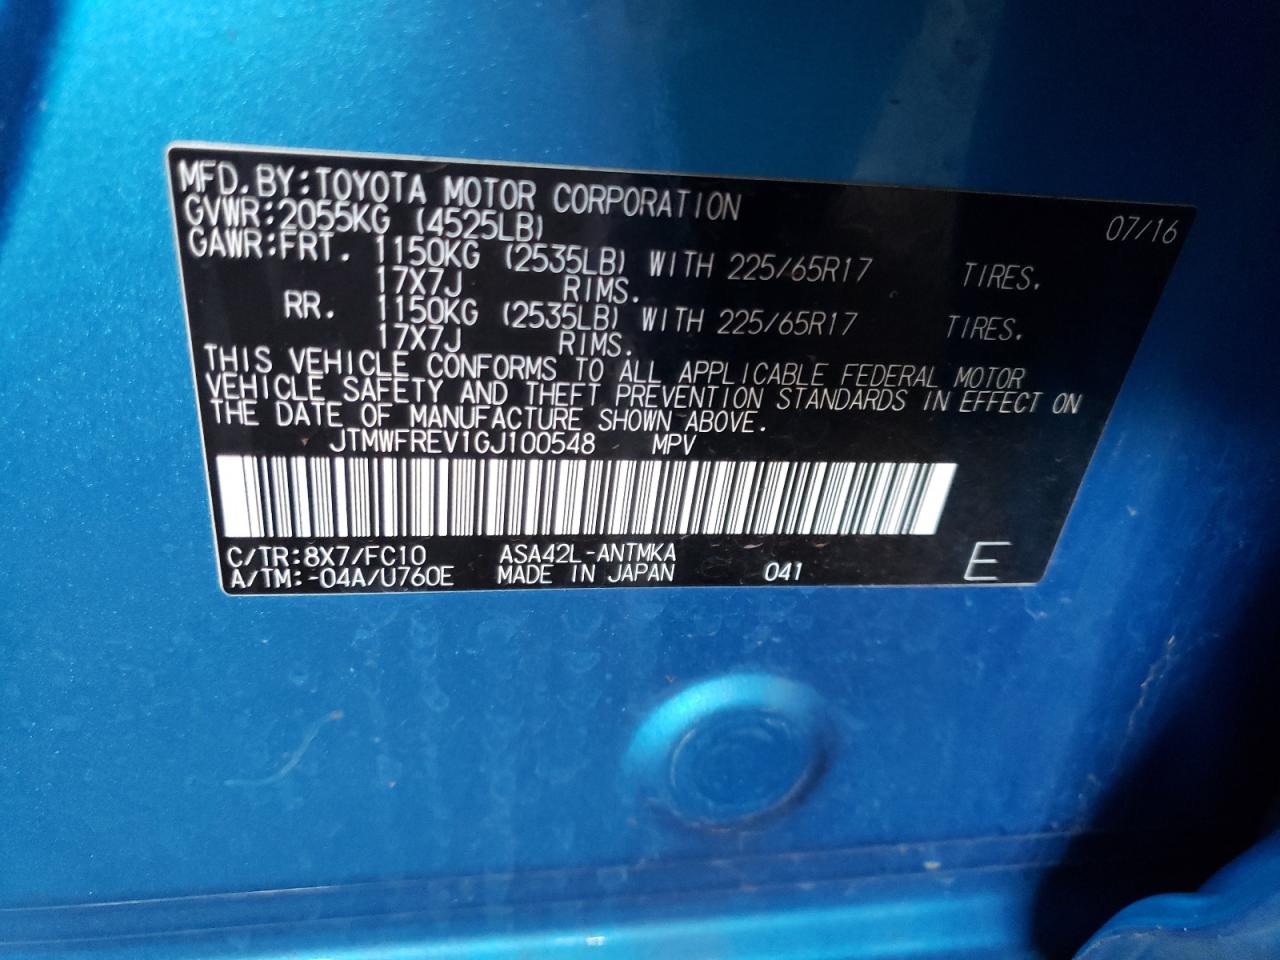 MFD. BY: TOYOTA MOTOR CORPORATION 07/16
GVWR: 2055KG (4525LB)
GAWR: FRT. 1150KG (2535LB) WITH 225/65R17 TIRES.
17X7J RIMS.
RR. 1150KG (2535LB) WITH 225/65R17 TIRES.
17X7J RIMS.
THIS VEHICLE CONFORMS TO ALL APPLICABLE FEDERAL MOTOR
VEHICLE SAFETY AND THEFT PREVENTION STANDARDS IN EFFECT ON
THE DATE OF MANUFACTURE SHOWN ABOVE.
JTMWFREV1GJ100548 MPV
C/TR: 8X7/FC10 ASA42L-ANTMKA
A/TM: -04A/U760E MADE IN JAPAN 041 E